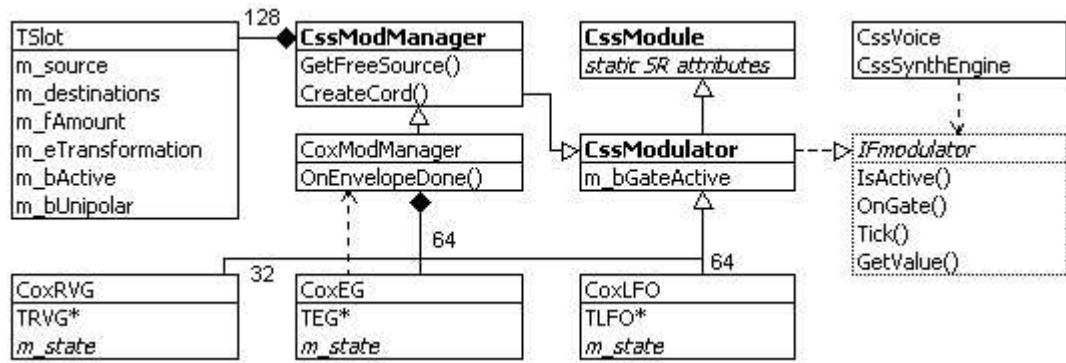 TSlot
m_source
m_destinations
m_fAmount
m_eTransformation
m_bActive
m_bUnipolar
128
CssModManager
GetFreeSource()
CreateCord()
CoxModManager
OnEnvelopeDone()
CssModule
static SR attributes
CssModulator
m_bGateActive
CssVoice
CssSynthEngine
IFmodulator
IsActive()
OnGate()
Tick()
GetValue()
64
32
64
CoxRVG
TRVG*
m_state
CoxEG
TEG*
m_state
CoxLFO
TLFO*
m_state